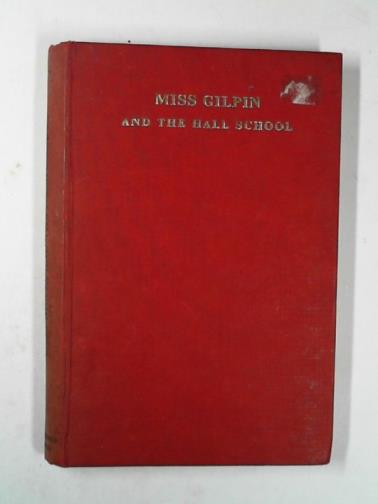 MISS GILPIN
AND THE HALL SCHOOL